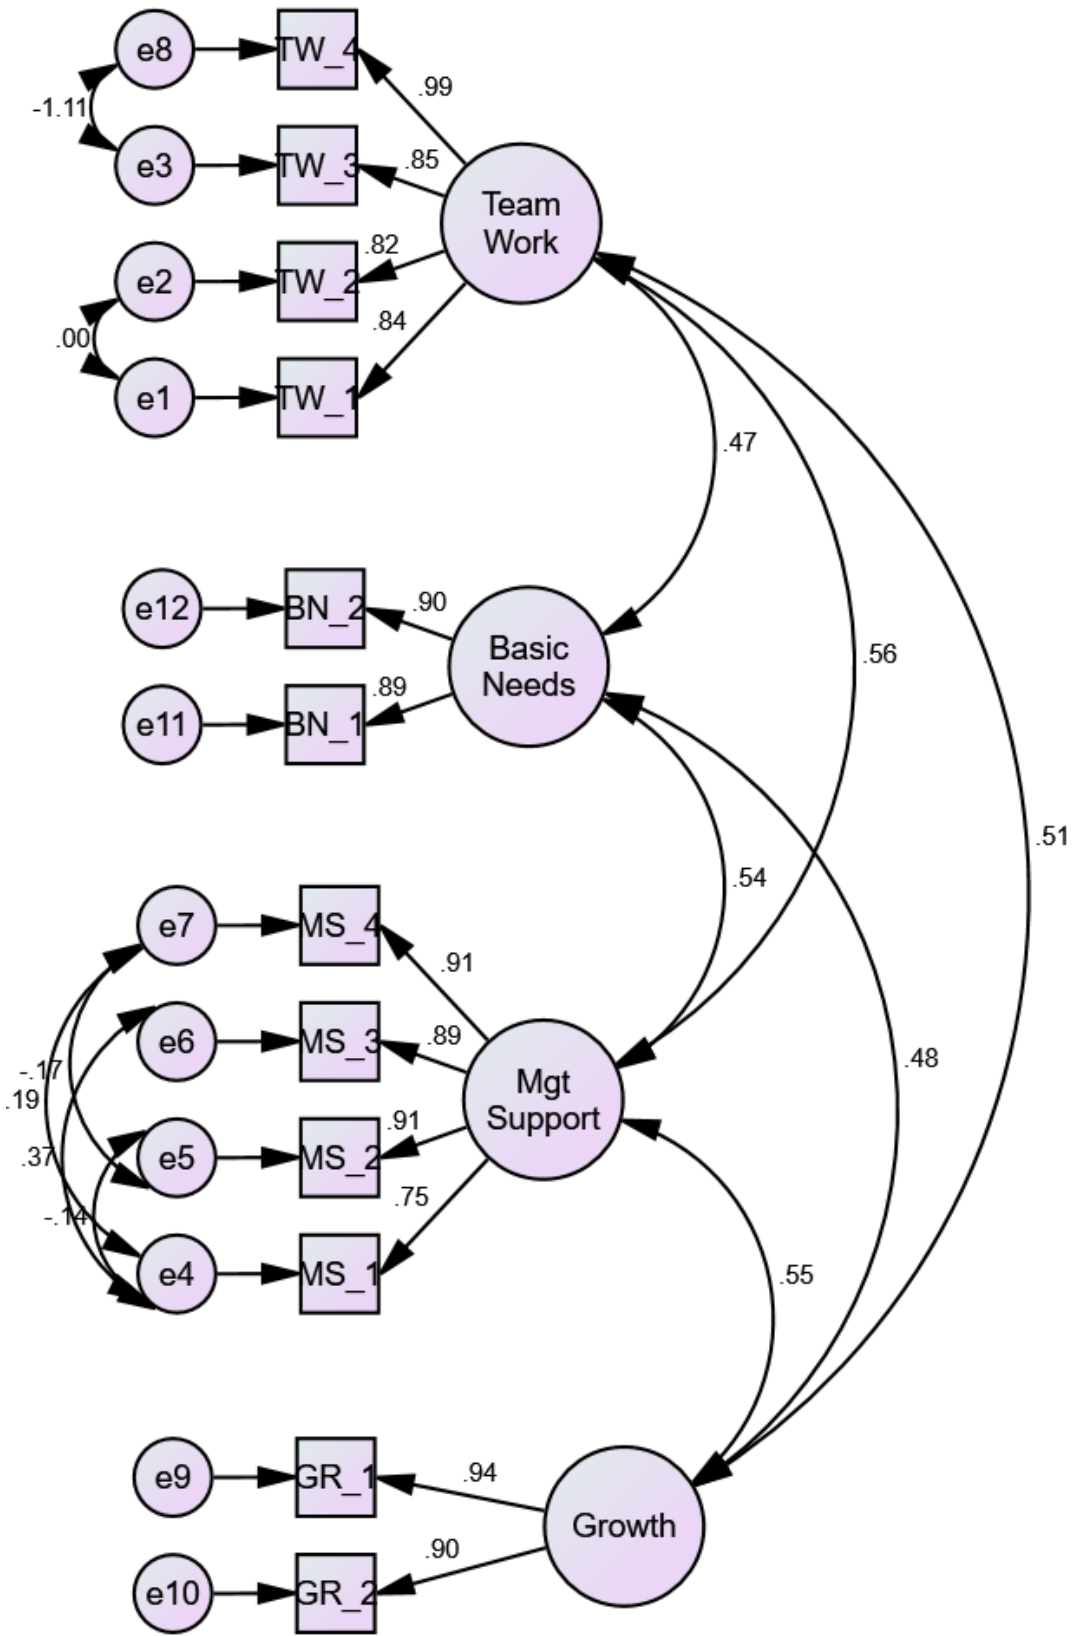 e8
TW_4
.99
-1.11
e3
TW_3
.85
Team
Work
e2
TW_2
.82
.00
e1
TW_1
.84
.47
e12
BN_2
.90
Basic
Needs
.56
e11
BN_1
.89
.51
.54
e7
MS_4
.91
e6
MS_3
.89
-.17
.19
Mgt
Support
.48
.37
e5
MS_2
.91
-.14
e4
MS_1
.75
.55
e9
GR_1
.94
Growth
e10
GR_2
.90